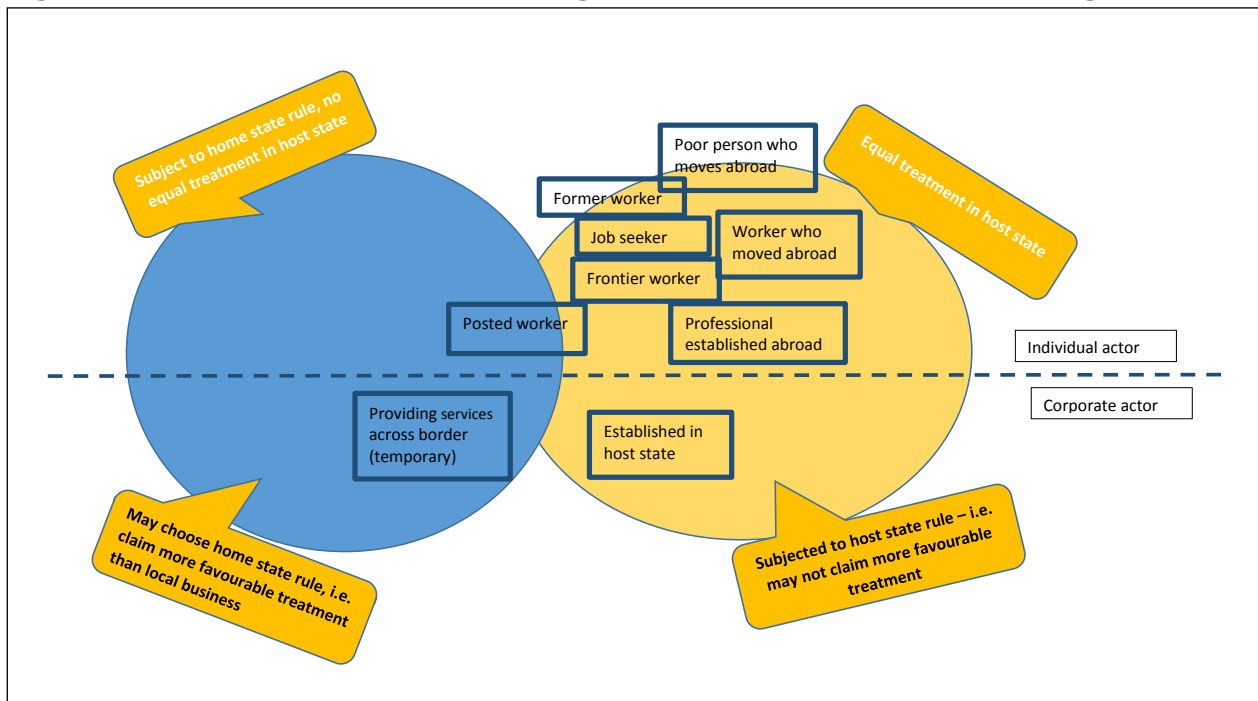 Subject to home state rule, no
equal treatment in host state
Poor person who
moves abroad
Equal treatment in host state
Former worker
Job seeker
Worker who
moved abroad
Frontier worker
Posted worker
Professional
established abroad
Individual actor
Corporate actor
Providing services
across border
(temporary)
Established in
host state
May choose home state rule, i.e.
claim more favourable treatment
than local business
Subjected to host state rule – i.e.
may not claim more favourable
treatment